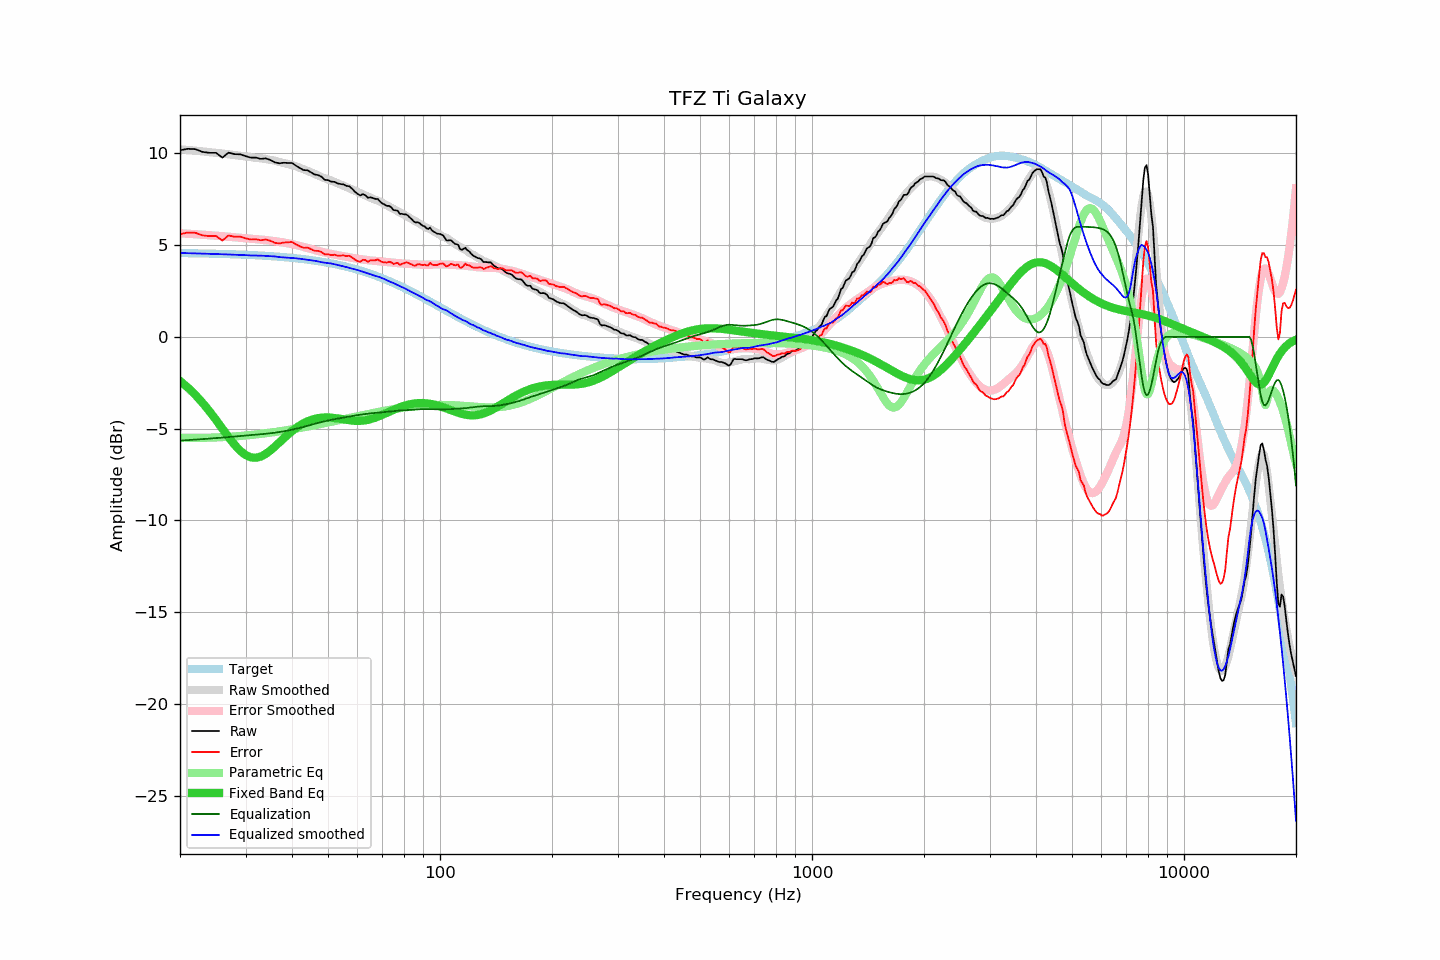 TFZ Ti Galaxy
Amplitude (dBr)
10
5
0
−5
−10
−15
−20
−25
Target
Raw Smoothed
Error Smoothed
Raw
Error
Parametric Eq
Fixed Band Eq
Equalization
Equalized smoothed
100
1000
10000
Frequency (Hz)